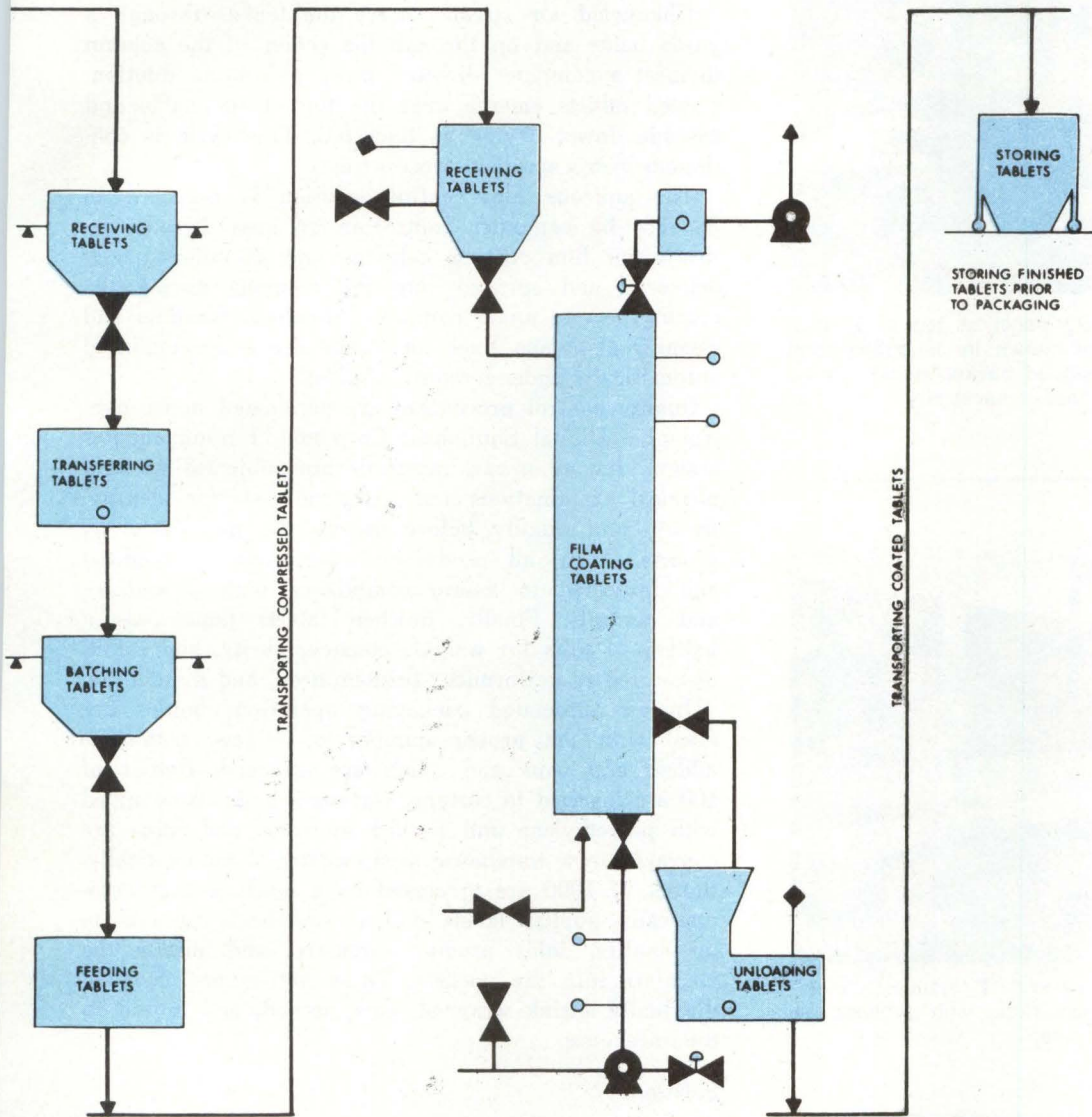 RECEIVING
TABLETS
TRANSFERRING
TABLETS
BATCHING
TABLETS
FEEDING
TABLETS
TRANSPORTING COMPRESSED TABLETS
RECEIVING
TABLETS
FILM
COATING
TABLETS
UNLOADING
TABLETS
TRANSPORTING COATED TABLETS
STORING
TABLETS
STORING FINISHED
TABLETS PRIOR
TO PACKAGING